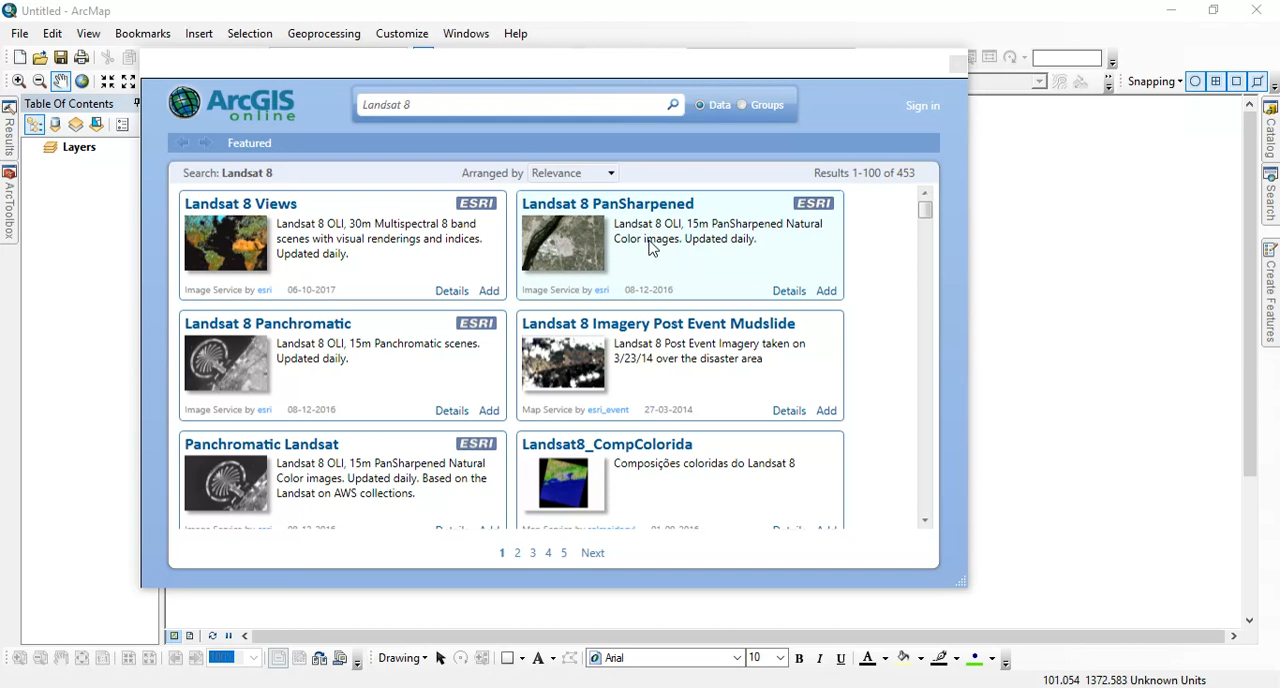 Untitled - ArcMap
File Edit View Bookmarks Insert Selection Geoprocessing Customize Windows Help
Snapping
Table Of Contents
Layers
Results
ArcToolbox
Catalog
Search
Create Features
ArcGIS online
Landsat 8
Data Groups
Sign in
Featured
Search: Landsat 8 Arranged by Relevance Results 1-100 of 453
Landsat 8 Views ESRI
Landsat 8 OLI, 30m Multispectral 8 band
scenes with visual renderings and indices.
Updated daily.
Image Service by esri 06-10-2017 Details Add
Landsat 8 PanSharpened ESRI
Landsat 8 OLI, 15m PanSharpened Natural
Color images. Updated daily.
Image Service by esri 08-12-2016 Details Add
Landsat 8 Panchromatic ESRI
Landsat 8 OLI, 15m Panchromatic scenes.
Updated daily.
Image Service by esri 08-12-2016 Details Add
Landsat 8 Imagery Post Event Mudslide
Landsat 8 Post Event Imagery taken on
3/23/14 over the disaster area
Map Service by esri_event 27-03-2014 Details Add
Panchromatic Landsat ESRI
Landsat 8 OLI, 15m PanSharpened Natural
Color images. Updated daily. Based on the
Landsat on AWS collections.
Landsat8_CompColorida
Composições coloridas do Landsat 8
1 2 3 4 5 Next
100%
Drawing Arial 10 B I U A
101.054 1372.583 Unknown Units